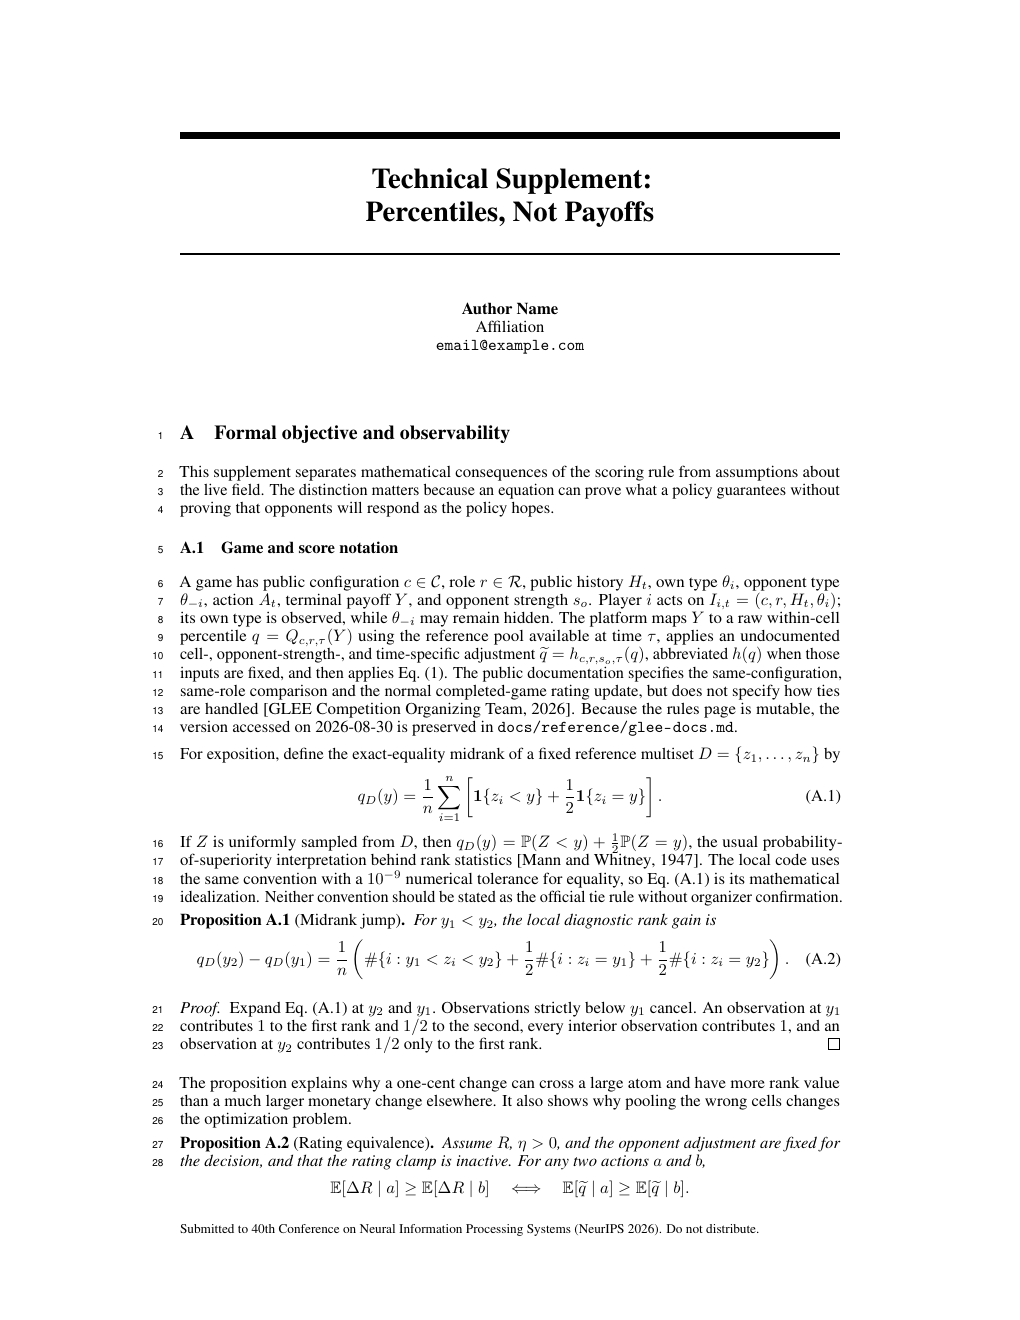 Technical Supplement:
Percentiles, Not Payoffs
Author Name
Affiliation
email@example.com
1 A Formal objective and observability
2 This supplement separates mathematical consequences of the scoring rule from assumptions about
3 the live field. The distinction matters because an equation can prove what a policy guarantees without
4 proving that opponents will respond as the policy hopes.
5 A.1 Game and score notation
6 A game has public configuration c ∈ 𝒞, role r ∈ ℛ, public history H_t, own type θ_i, opponent type
7 θ_{−i}, action A_t, terminal payoff Y, and opponent strength s_o. Player i acts on I_{i,t} = (c, r, H_t, θ_i);
8 its own type is observed, while θ_{−i} may remain hidden. The platform maps Y to a raw within-cell
9 percentile q = Q_{c,r,τ}(Y) using the reference pool available at time τ, applies an undocumented
10 cell-, opponent-strength-, and time-specific adjustment q̃ = h_{c,r,s_o,τ}(q), abbreviated h(q) when those
11 inputs are fixed, and then applies Eq. (1). The public documentation specifies the same-configuration,
12 same-role comparison and the normal completed-game rating update, but does not specify how ties
13 are handled [GLEE Competition Organizing Team, 2026]. Because the rules page is mutable, the
14 version accessed on 2026-08-30 is preserved in docs/reference/glee-docs.md.
15 For exposition, define the exact-equality midrank of a fixed reference multiset D = {z_1, . . . , z_n} by
q_D(y) = 1/n ∑_{i=1}^{n} [ 1{z_i < y} + 1/2 1{z_i = y} ] . (A.1)
16 If Z is uniformly sampled from D, then q_D(y) = ℙ(Z < y) + 1/2 ℙ(Z = y), the usual probability-
17 of-superiority interpretation behind rank statistics [Mann and Whitney, 1947]. The local code uses
18 the same convention with a 10^{−9} numerical tolerance for equality, so Eq. (A.1) is its mathematical
19 idealization. Neither convention should be stated as the official tie rule without organizer confirmation.
20 Proposition A.1 (Midrank jump). For y_1 < y_2, the local diagnostic rank gain is
q_D(y_2) − q_D(y_1) = 1/n ( #{i : y_1 < z_i < y_2} + 1/2 #{i : z_i = y_1} + 1/2 #{i : z_i = y_2} ) . (A.2)
21 Proof. Expand Eq. (A.1) at y_2 and y_1. Observations strictly below y_1 cancel. An observation at y_1
22 contributes 1 to the first rank and 1/2 to the second, every interior observation contributes 1, and an
23 observation at y_2 contributes 1/2 only to the first rank. □
24 The proposition explains why a one-cent change can cross a large atom and have more rank value
25 than a much larger monetary change elsewhere. It also shows why pooling the wrong cells changes
26 the optimization problem.
27 Proposition A.2 (Rating equivalence). Assume R, η > 0, and the opponent adjustment are fixed for
28 the decision, and that the rating clamp is inactive. For any two actions a and b,
𝔼[ΔR | a] ≥ 𝔼[ΔR | b] ⟺ 𝔼[q̃ | a] ≥ 𝔼[q̃ | b].
Submitted to 40th Conference on Neural Information Processing Systems (NeurIPS 2026). Do not distribute.